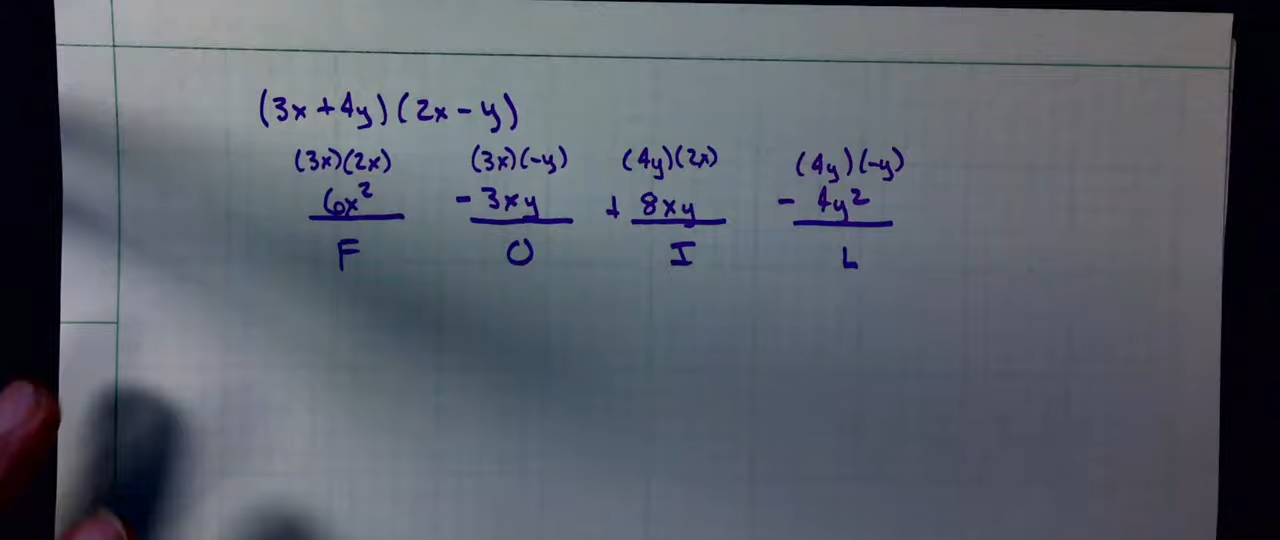 (3x+4y)(2x-y)
(3x)(2x) (3x)(-y) (4y)(2x) (4y)(-y)
6x² - 3xy + 8xy - 4y²
F O I L